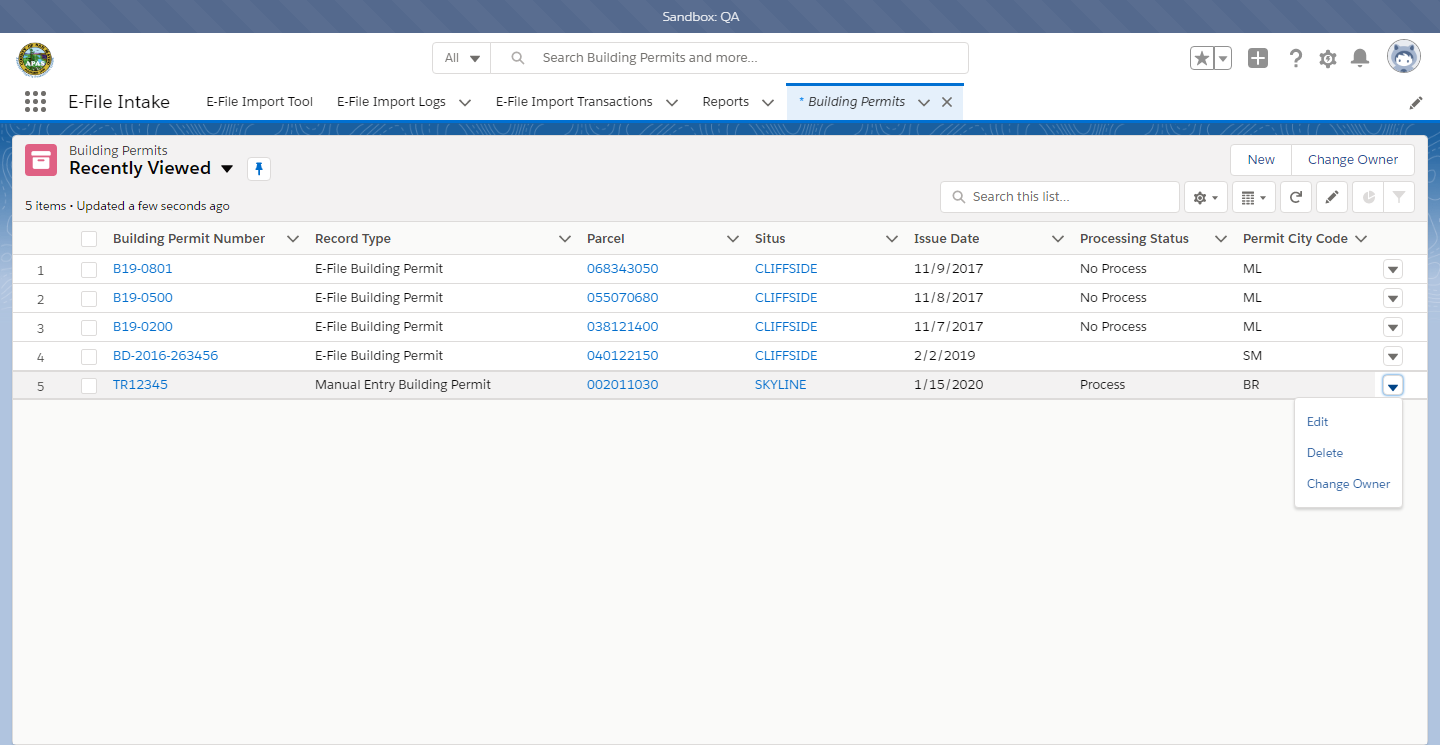 Sandbox: QA
APAS
All
Search Building Permits and more...
E-File Intake
E-File Import Tool
E-File Import Logs
E-File Import Transactions
Reports
* Building Permits
Building Permits
Recently Viewed
New
Change Owner
5 items • Updated a few seconds ago
Search this list...
Building Permit Number Record Type Parcel Situs Issue Date Processing Status Permit City Code
1 B19-0801 E-File Building Permit 068343050 CLIFFSIDE 11/9/2017 No Process ML
2 B19-0500 E-File Building Permit 055070680 CLIFFSIDE 11/8/2017 No Process ML
3 B19-0200 E-File Building Permit 038121400 CLIFFSIDE 11/7/2017 No Process ML
4 BD-2016-263456 E-File Building Permit 040122150 CLIFFSIDE 2/2/2019 SM
5 TR12345 Manual Entry Building Permit 002011030 SKYLINE 1/15/2020 Process BR
Edit
Delete
Change Owner